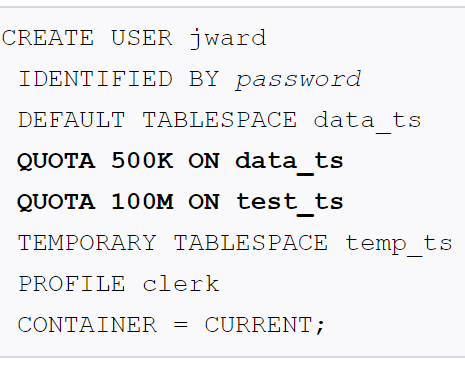 CREATE USER jward
IDENTIFIED BY password
DEFAULT TABLESPACE data_ts
QUOTA 500K ON data_ts
QUOTA 100M ON test_ts
TEMPORARY TABLESPACE temp_ts
PROFILE clerk
CONTAINER = CURRENT;